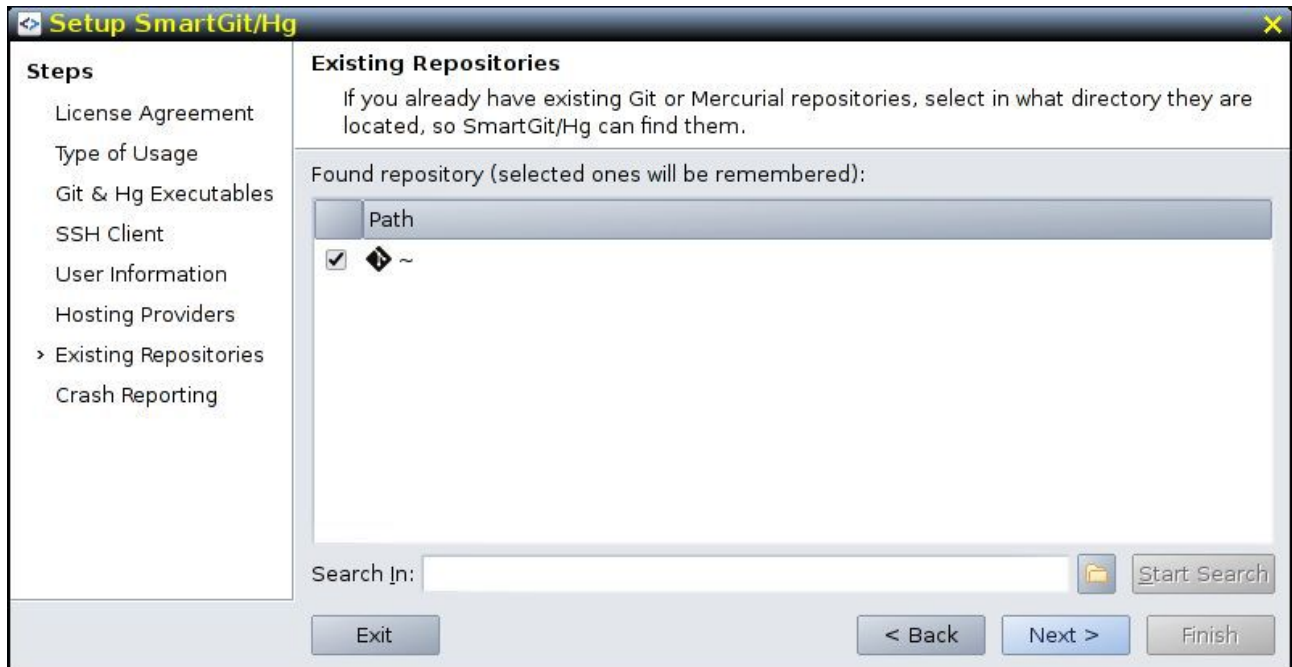 Setup SmartGit/Hg
Steps
License Agreement
Type of Usage
Git & Hg Executables
SSH Client
User Information
Hosting Providers
› Existing Repositories
Crash Reporting
Existing Repositories
If you already have existing Git or Mercurial repositories, select in what directory they are
located, so SmartGit/Hg can find them.
Found repository (selected ones will be remembered):
Path
~
Search In:
Start Search
Exit
< Back
Next >
Finish